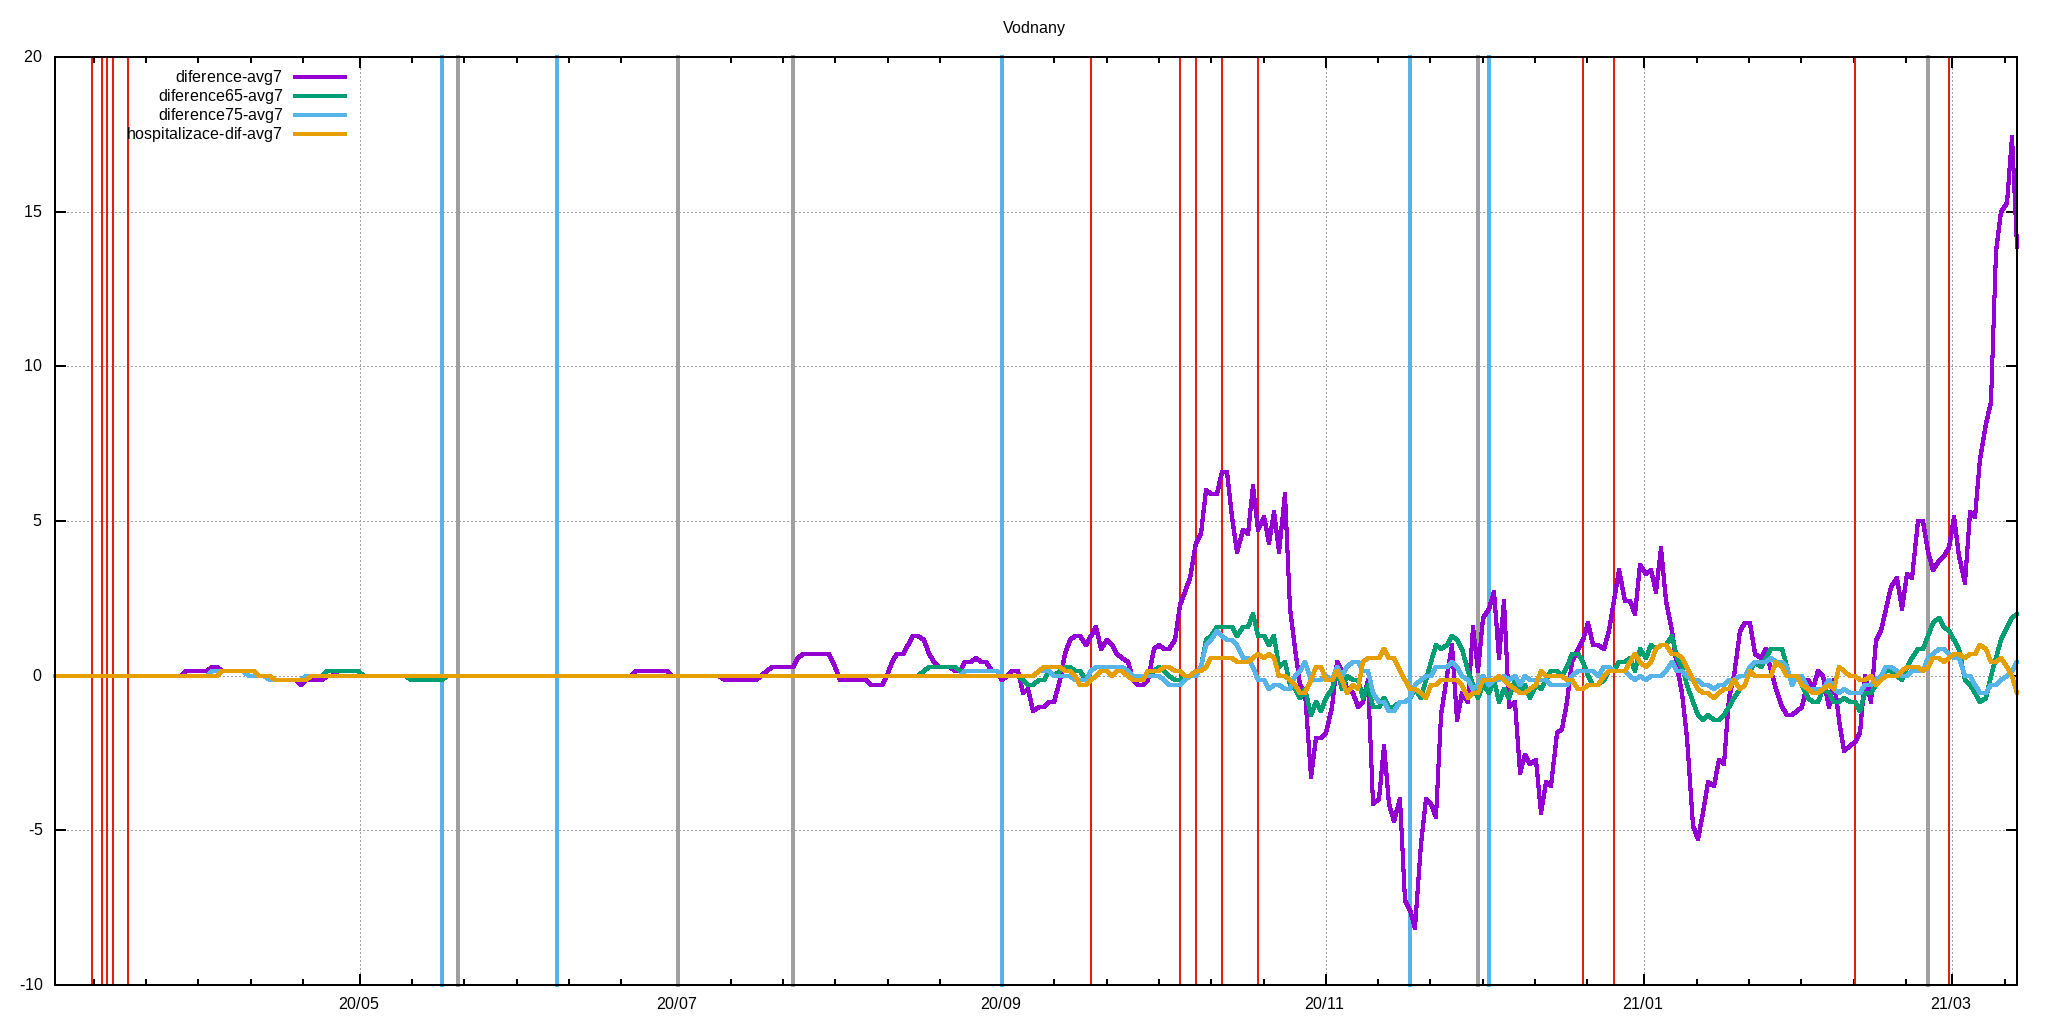 Vodnany
20
diference-avg7
diference65-avg7
diference75-avg7
hospitalizace-dif-avg7
15
10
5
0
-5
-10
20/05 20/07 20/09 20/11 21/01 21/03